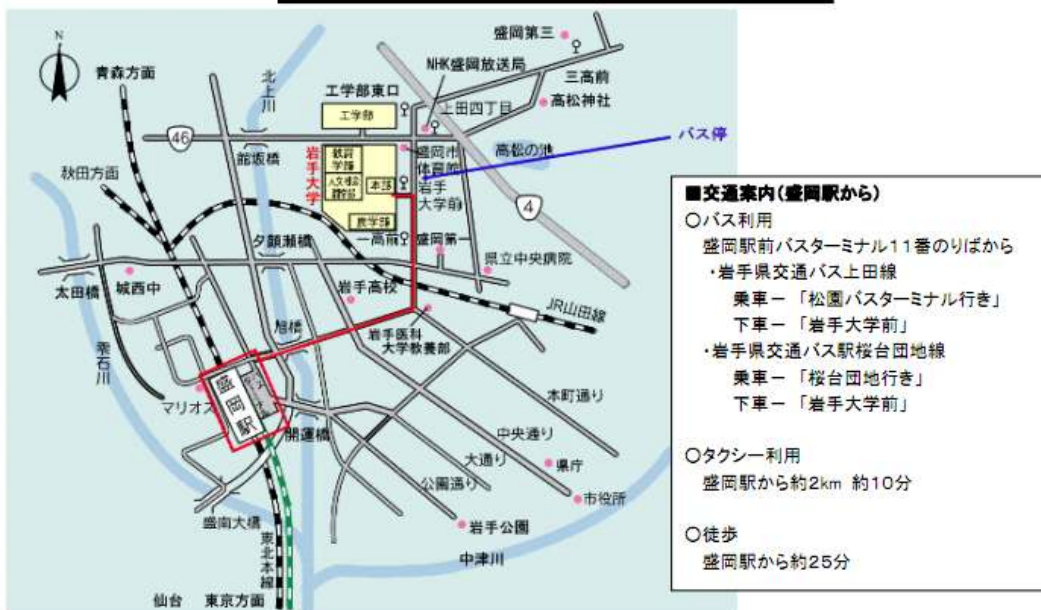 N
青森方面
北上川
盛岡第三
NHK盛岡放送局
三高前
工学部東口
工学部
上田四丁目
高松神社
46
バス停
岩手大学
教育学部
盛岡市
体育館
高松の池
館坂橋
人文社会科学部
本部
岩手
大学前
秋田方面
農学部
4
夕顔瀬橋
一高前
盛岡第一
県立中央病院
太田橋
城西中
岩手高校
JR山田線
旭橋
岩手医科
大学教養部
雫石川
マリオス
盛岡駅
本町通り
開運橋
中央通り
大通り
県庁
公園通り
市役所
盛南大橋
岩手公園
東北本線
中津川
仙台 東京方面
■交通案内(盛岡駅から)
○バス利用
盛岡駅前バスターミナル11番のりばから
・岩手県交通バス上田線
乗車－「松園バスターミナル行き」
下車－「岩手大学前」
・岩手県交通バス駅桜台団地線
乗車－「桜台団地行き」
下車－「岩手大学前」
○タクシー利用
盛岡駅から約2km 約10分
○徒歩
盛岡駅から約25分